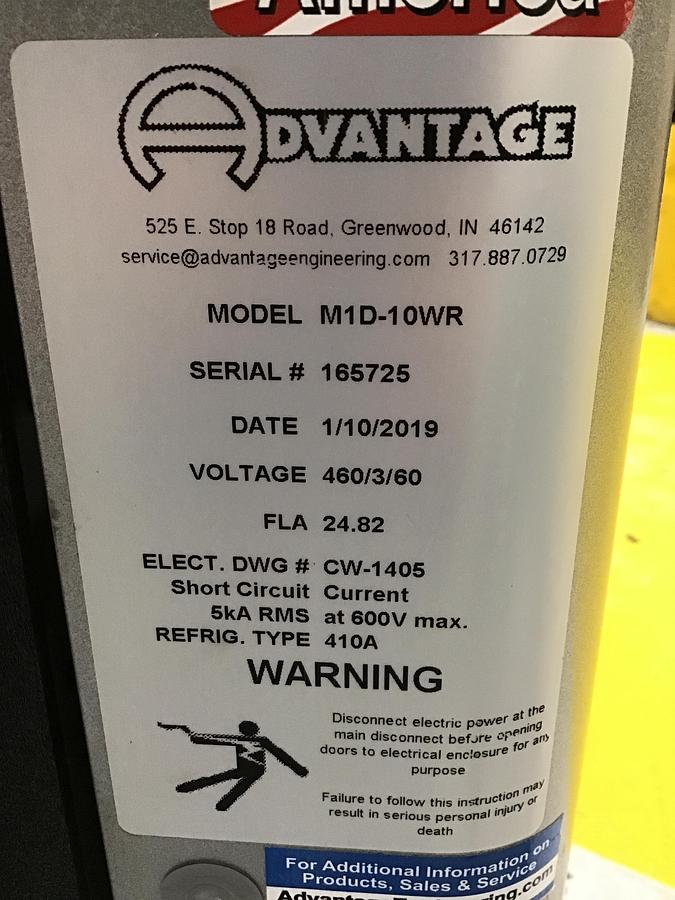 America
ADVANTAGE
525 E. Stop 18 Road, Greenwood, IN 46142
service@advantageengineering.com 317.887.0729
MODEL M1D-10WR
SERIAL # 165725
DATE 1/10/2019
VOLTAGE 460/3/60
FLA 24.82
ELECT. DWG # CW-1405
Short Circuit Current
5kA RMS at 600V max.
REFRIG. TYPE 410A
WARNING
Disconnect electric power at the
main disconnect before opening
doors to electrical enclosure for any
purpose
Failure to follow this instruction may
result in serious personal injury or
death
For Additional Information on
Products, Sales & Service